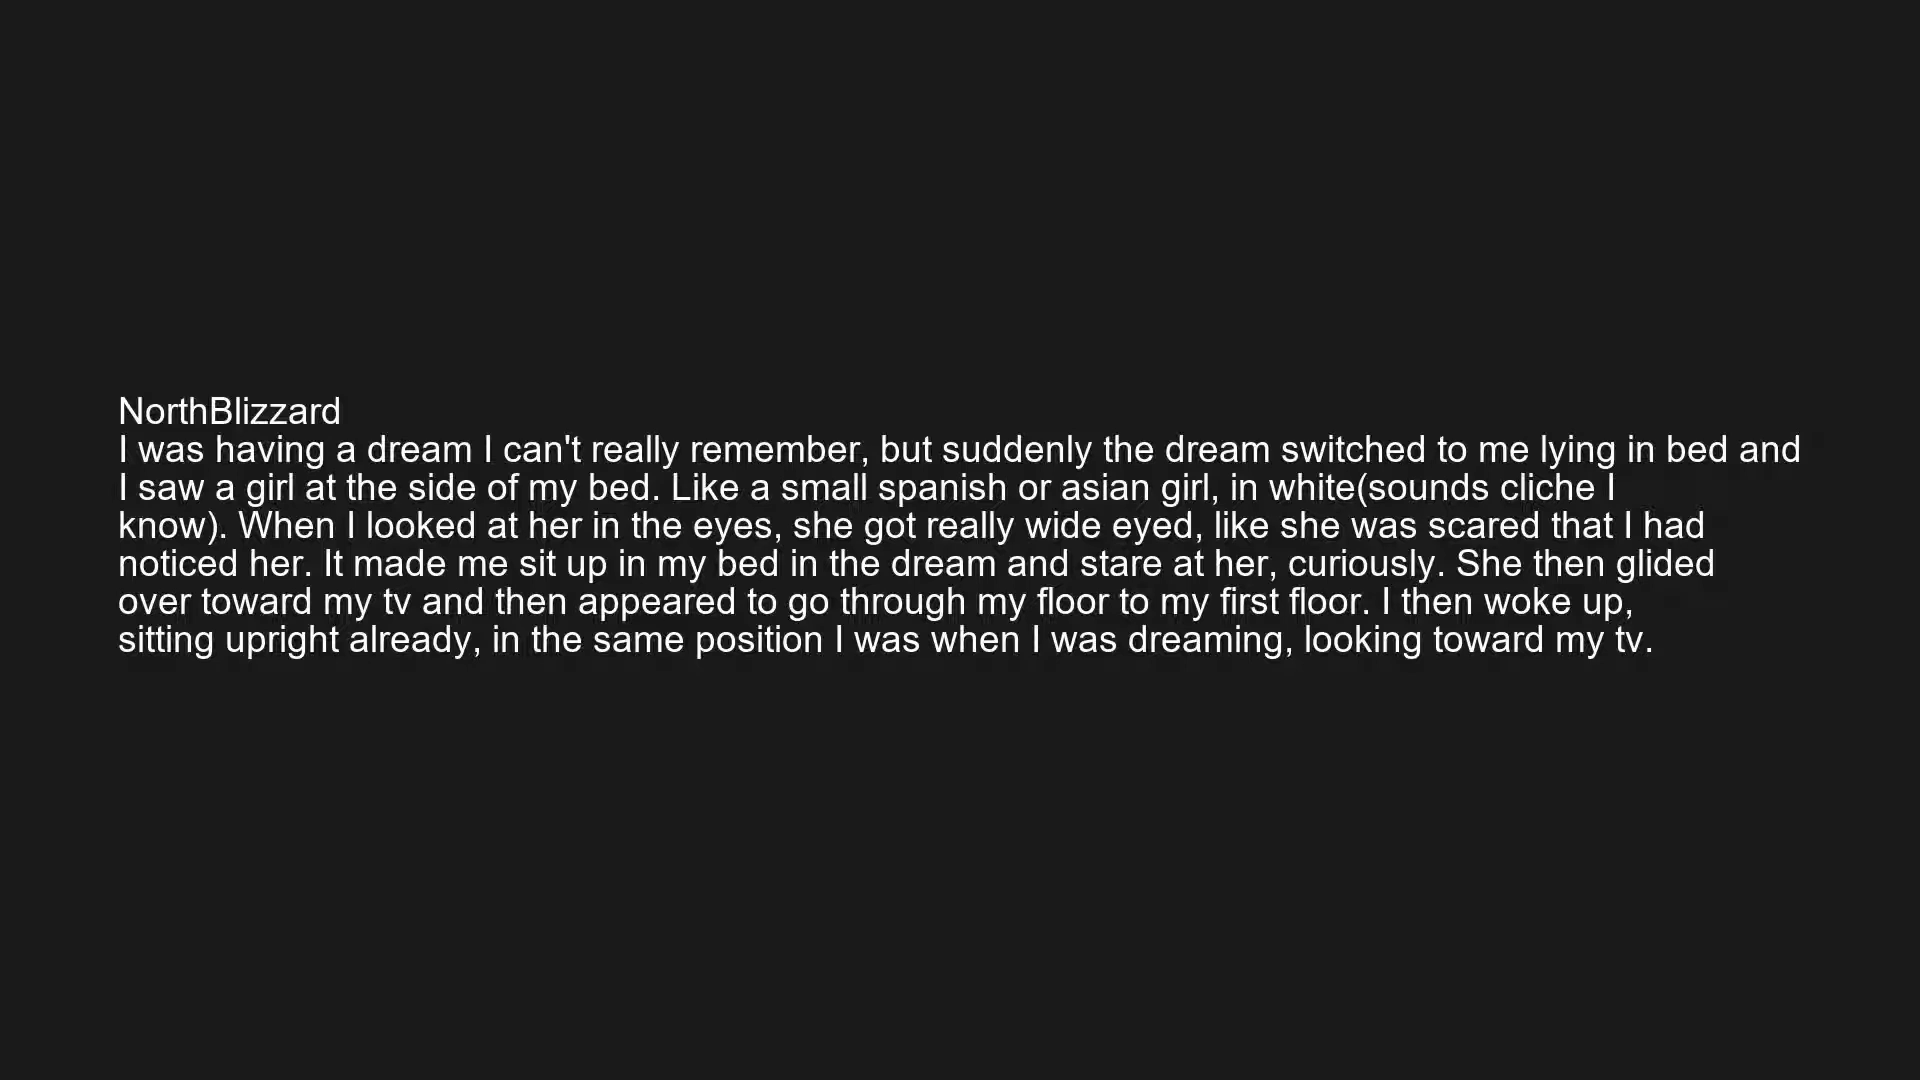 NorthBlizzard
I was having a dream I can't really remember, but suddenly the dream switched to me lying in bed and
I saw a girl at the side of my bed. Like a small spanish or asian girl, in white(sounds cliche I
know). When I looked at her in the eyes, she got really wide eyed, like she was scared that I had
noticed her. It made me sit up in my bed in the dream and stare at her, curiously. She then glided
over toward my tv and then appeared to go through my floor to my first floor. I then woke up,
sitting upright already, in the same position I was when I was dreaming, looking toward my tv.